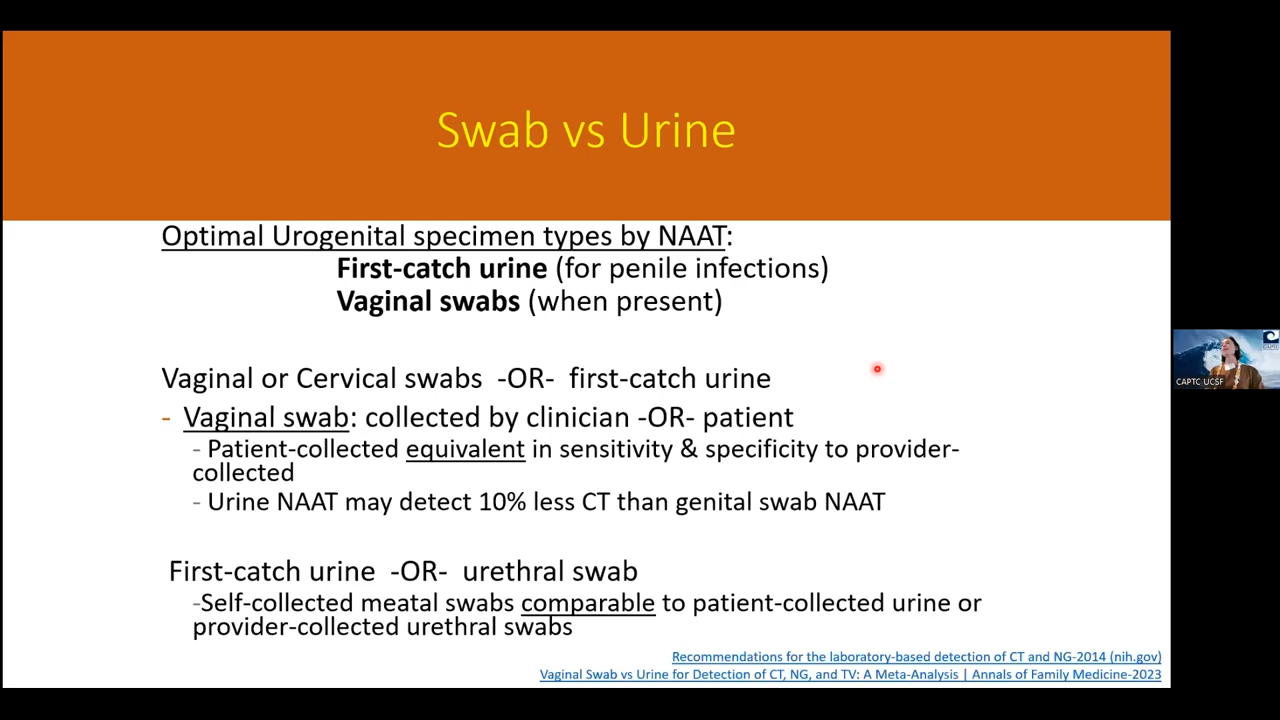 Swab vs Urine
Optimal Urogenital specimen types by NAAT:
First-catch urine (for penile infections)
Vaginal swabs (when present)
Vaginal or Cervical swabs -OR- first-catch urine
- Vaginal swab: collected by clinician -OR- patient
- Patient-collected equivalent in sensitivity & specificity to provider-
collected
- Urine NAAT may detect 10% less CT than genital swab NAAT
First-catch urine -OR- urethral swab
-Self-collected meatal swabs comparable to patient-collected urine or
provider-collected urethral swabs
Recommendations for the laboratory-based detection of CT and NG-2014 (nih.gov)
Vaginal Swab vs Urine for Detection of CT, NG, and TV: A Meta-Analysis | Annals of Family Medicine-2023
CAPTC UCSF